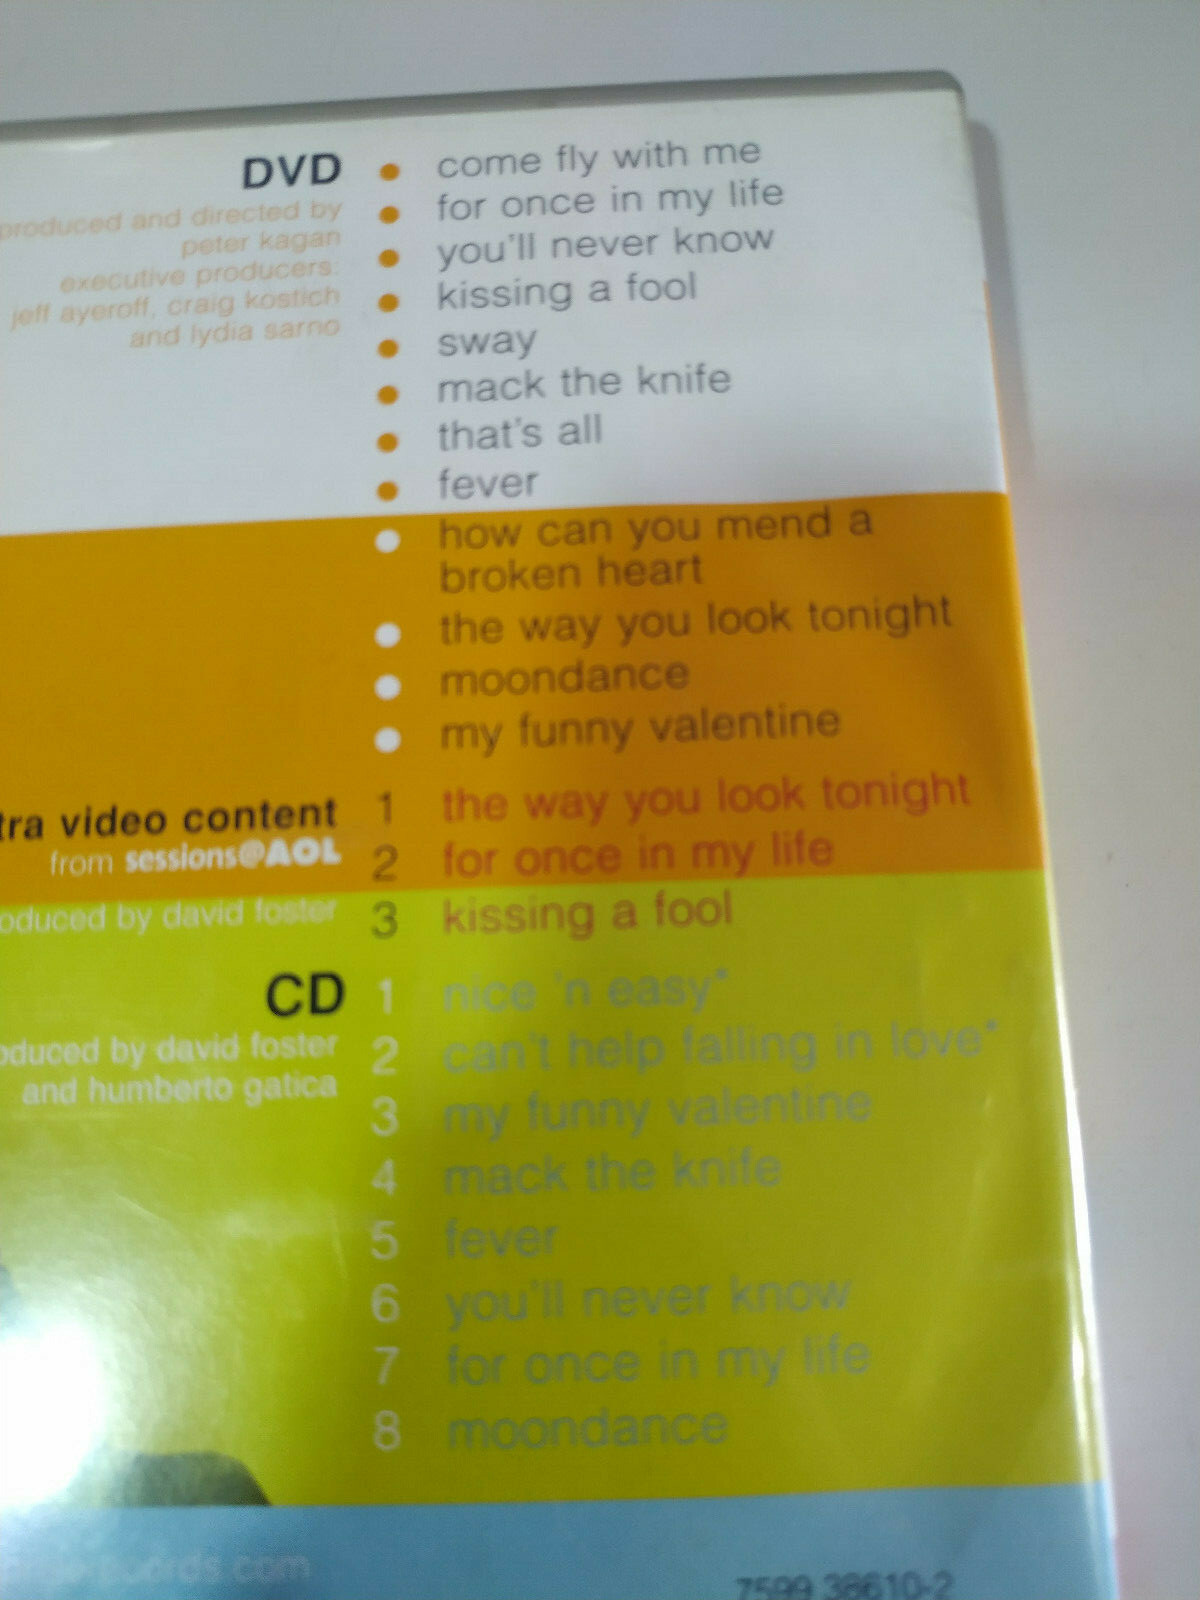 DVD
produced and directed by
peter kagan
executive producers:
jeff ayeroff, craig kostich
and lydia sarno
• come fly with me
• for once in my life
• you'll never know
• kissing a fool
• sway
• mack the knife
• that's all
• fever
• how can you mend a
broken heart
• the way you look tonight
• moondance
• my funny valentine
video content
from sessions@AOL
by david foster
1 the way you look tonight
2 for once in my life
3 kissing a fool
CD
by david foster
and humberto gatica
1 nice 'n easy*
2 can't help falling in love*
3 my funny valentine
4 mack the knife
5 fever
6 you'll never know
7 for once in my life
8 moondance
7599 38610-2